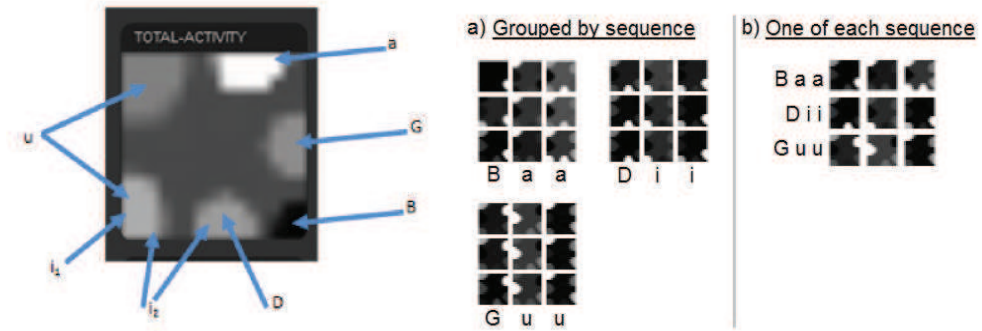 TOTAL-ACTIVITY
a
u
G
B
i₁
i₂
D
a) Grouped by sequence
B a a
D i i
G u u
b) One of each sequence
B a a
D i i
G u u